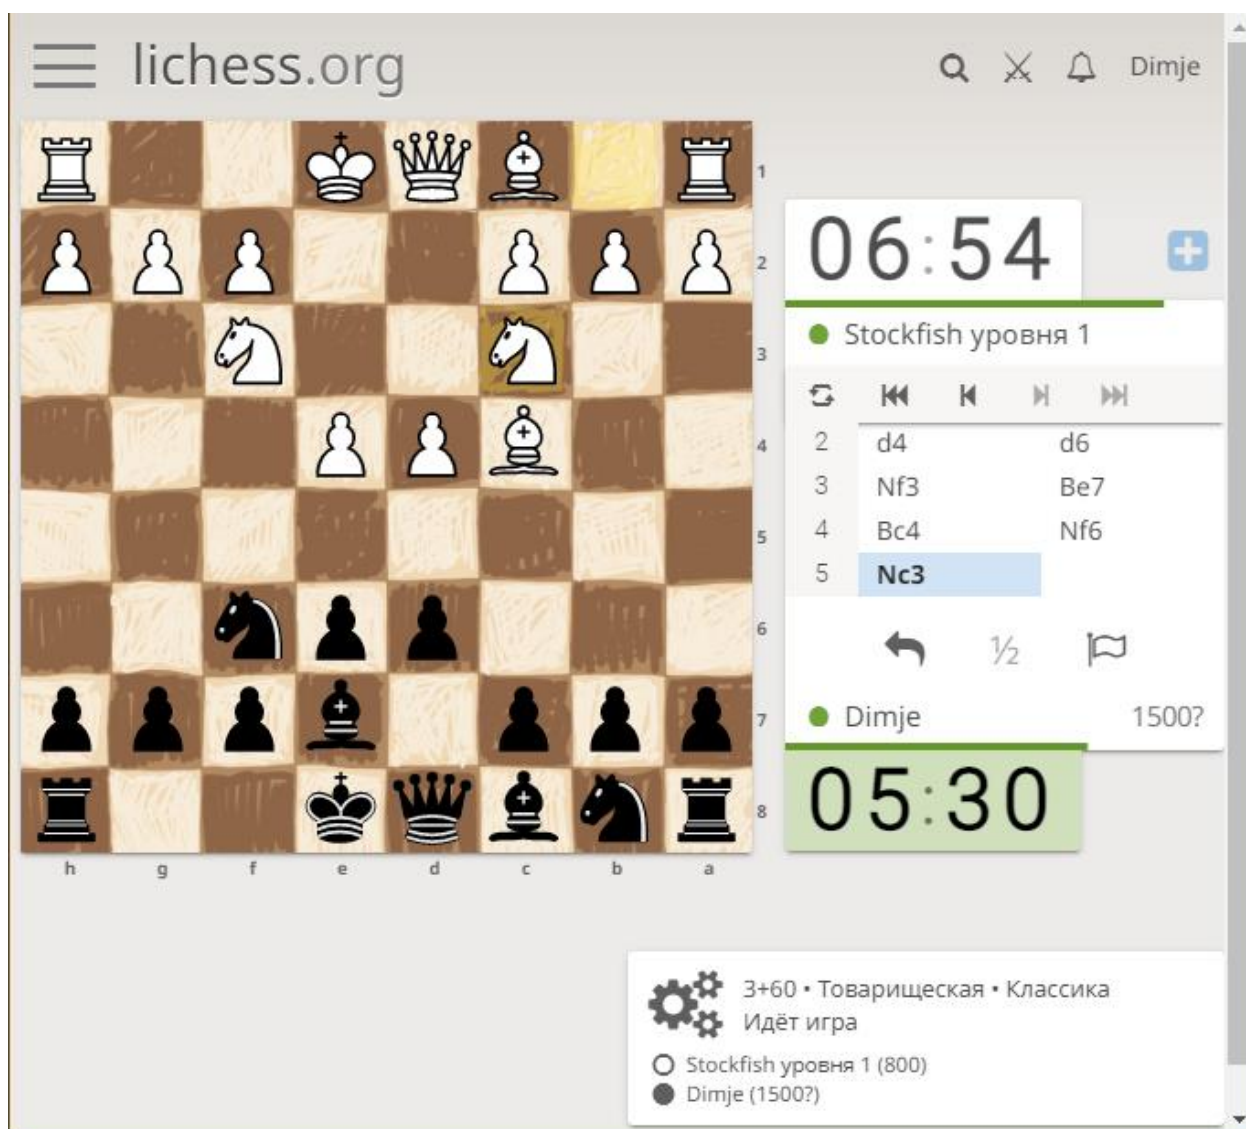 lichess.org
Dimje
1
2
3
4
5
6
7
8
h g f e d c b a
06:54
Stockfish уровня 1
2 d4 d6
3 Nf3 Be7
4 Bc4 Nf6
5 Nc3
½
Dimje 1500?
05:30
3+60 • Товарищеская • Классика
Идёт игра
Stockfish уровня 1 (800)
Dimje (1500?)